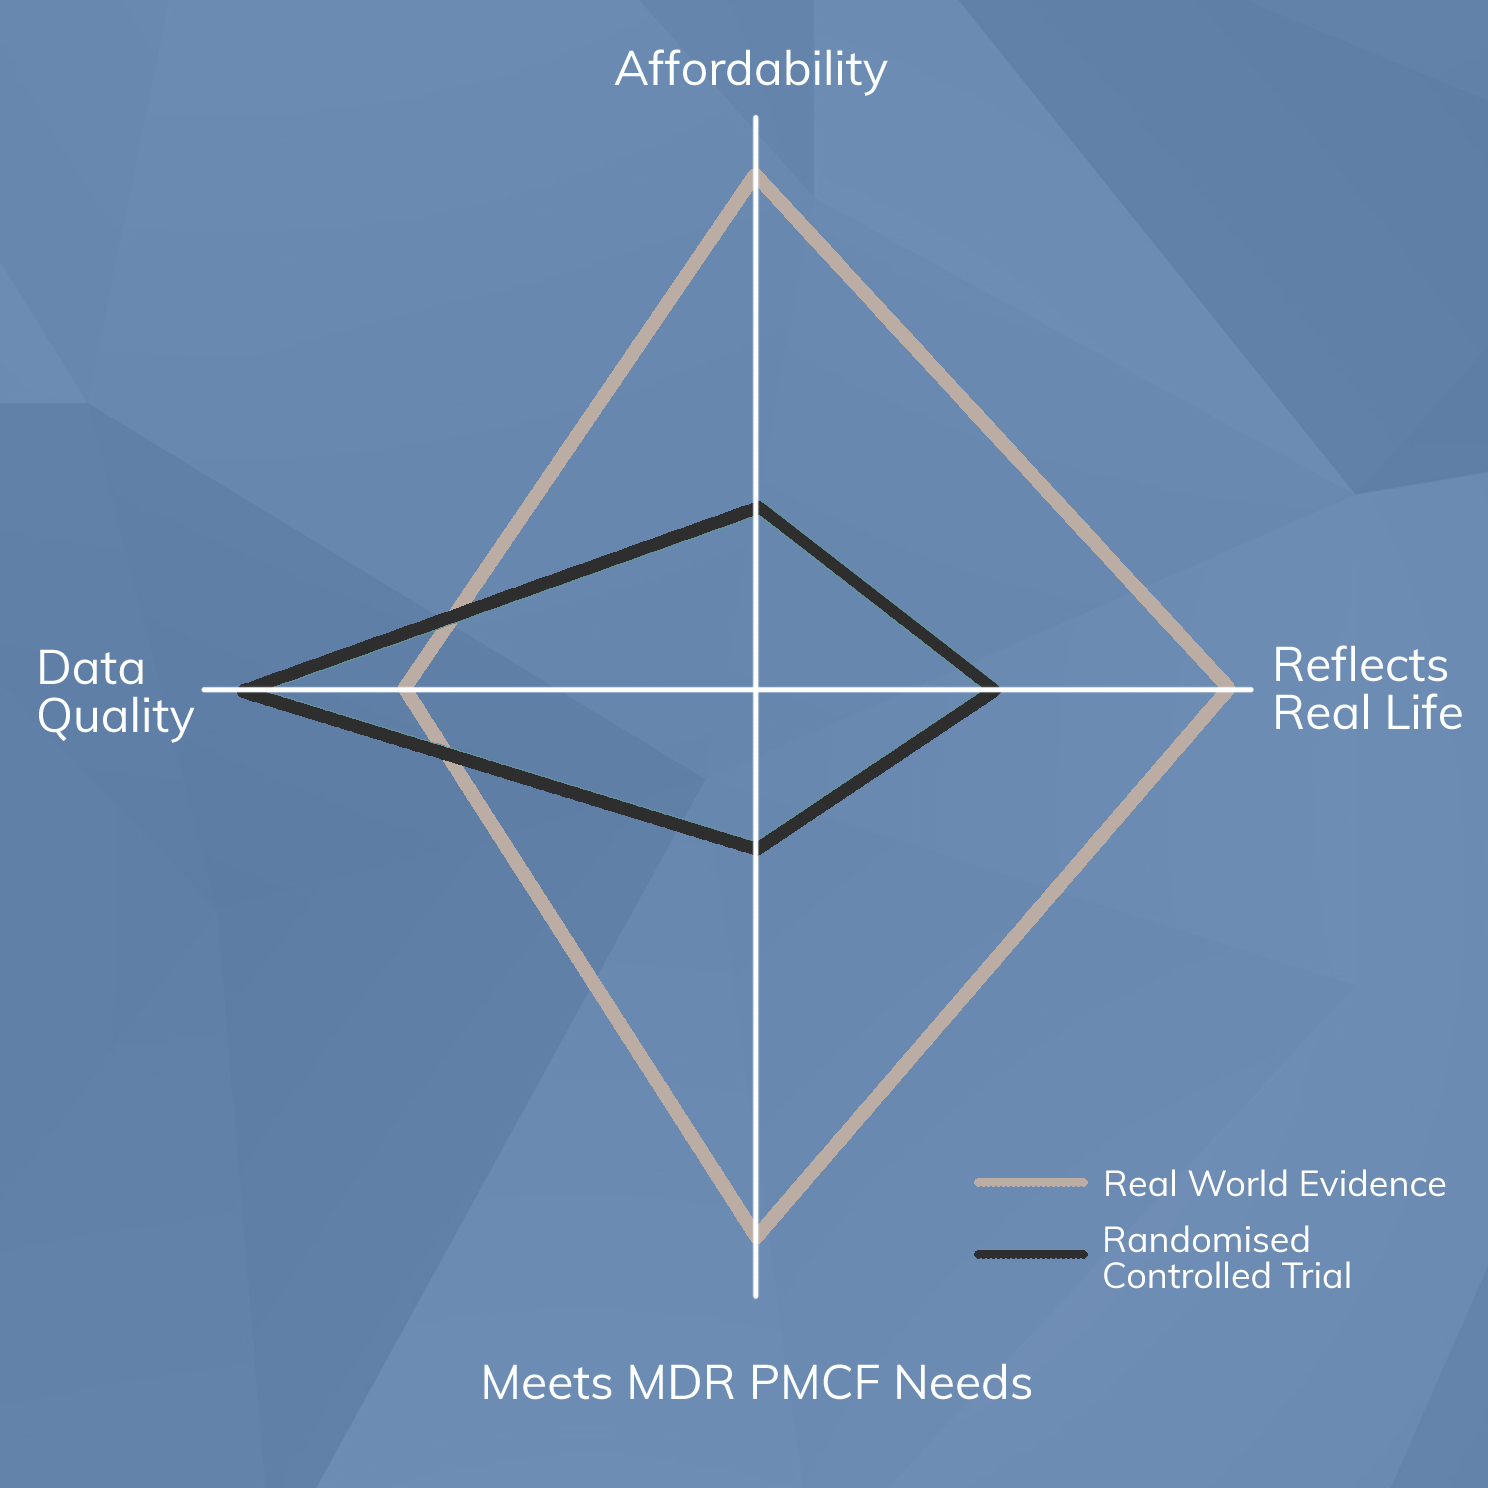 Affordability
Data
Quality
Reflects
Real Life
Real World Evidence
Randomised
Controlled Trial
Meets MDR PMCF Needs